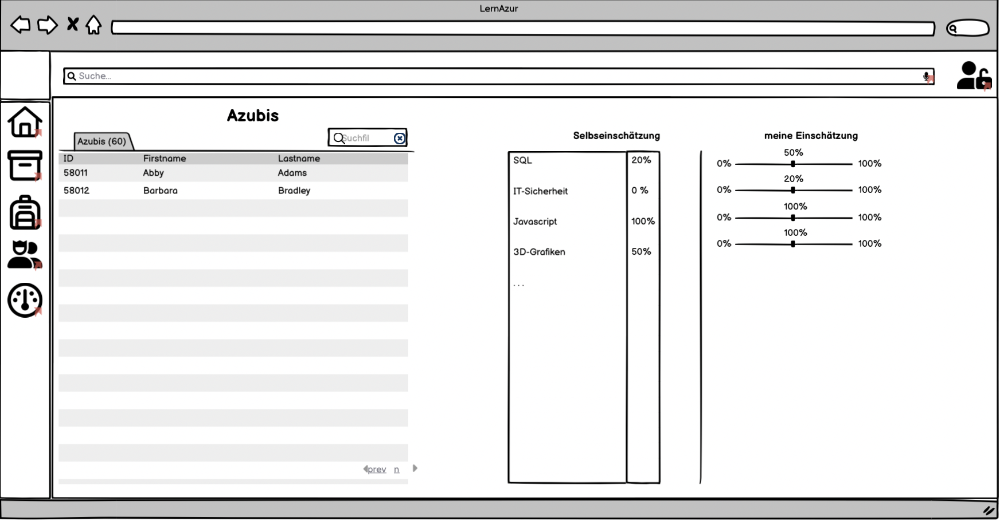 LernAzur
Suche...
Azubis
Azubis (60)
Suchfil
ID Firstname Lastname
58011 Abby Adams
58012 Barbara Bradley
prev n
Selbseinschätzung
SQL 20%
IT-Sicherheit 0 %
Javascript 100%
3D-Grafiken 50%
...
meine Einschätzung
50%
0% 100%
20%
0% 100%
100%
0% 100%
100%
0% 100%